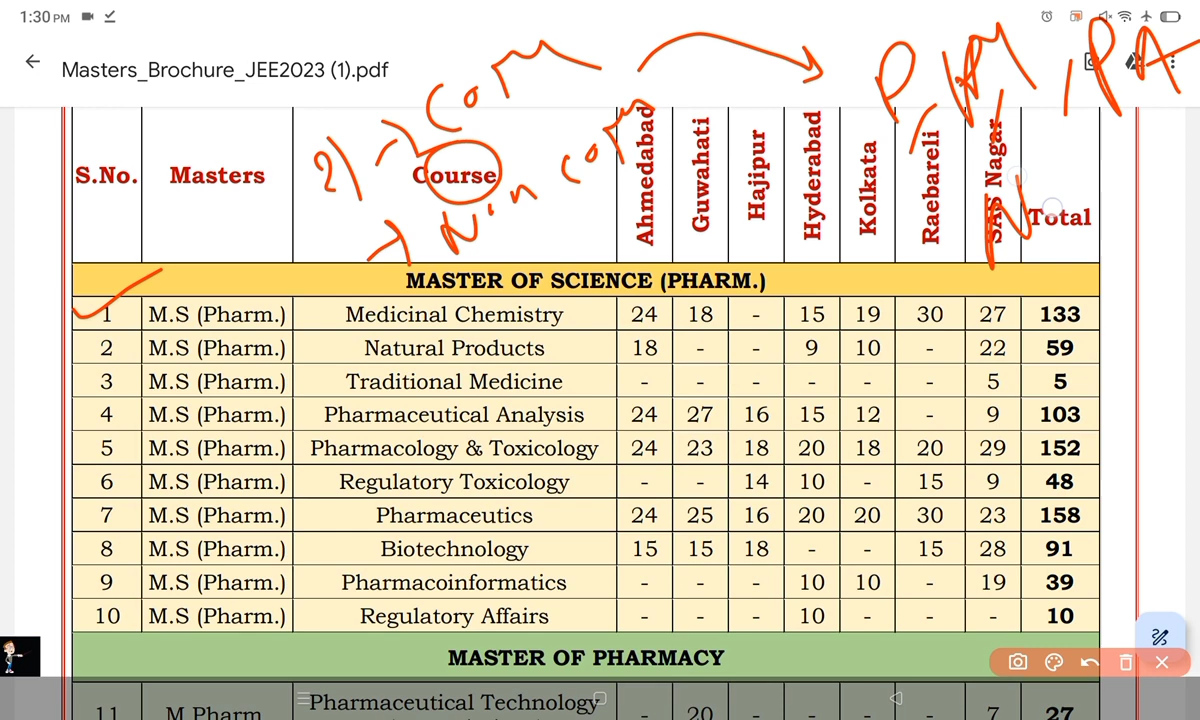 1:30 PM
Masters_Brochure_JEE2023 (1).pdf
2) → Com
→ Non com
S.No. Masters Course Ahmedabad Guwahati Hajipur Hyderabad Kolkata Raebareli SAS Nagar Total
MASTER OF SCIENCE (PHARM.)
1 M.S (Pharm.) Medicinal Chemistry 24 18 - 15 19 30 27 133
2 M.S (Pharm.) Natural Products 18 - - 9 10 - 22 59
3 M.S (Pharm.) Traditional Medicine - - - - - - 5 5
4 M.S (Pharm.) Pharmaceutical Analysis 24 27 16 15 12 - 9 103
5 M.S (Pharm.) Pharmacology & Toxicology 24 23 18 20 18 20 29 152
6 M.S (Pharm.) Regulatory Toxicology - - 14 10 - 15 9 48
7 M.S (Pharm.) Pharmaceutics 24 25 16 20 20 30 23 158
8 M.S (Pharm.) Biotechnology 15 15 18 - - 15 28 91
9 M.S (Pharm.) Pharmacoinformatics - - - 10 10 - 19 39
10 M.S (Pharm.) Regulatory Affairs - - - 10 - - - 10
MASTER OF PHARMACY
11 M.Pharm Pharmaceutical Technology - 20 - - - - 7 27